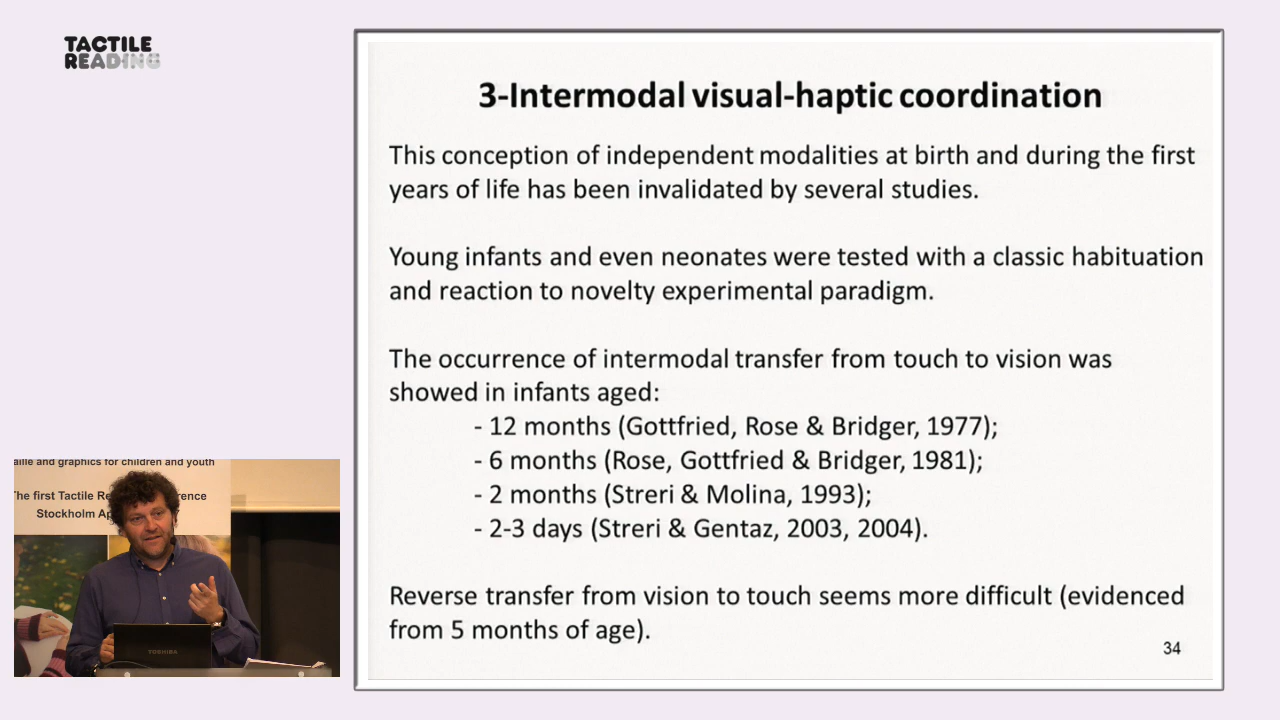 TACTILE
READING
3-Intermodal visual-haptic coordination
This conception of independent modalities at birth and during the first
years of life has been invalidated by several studies.
Young infants and even neonates were tested with a classic habituation
and reaction to novelty experimental paradigm.
The occurrence of intermodal transfer from touch to vision was
showed in infants aged:
- 12 months (Gottfried, Rose & Bridger, 1977);
- 6 months (Rose, Gottfried & Bridger, 1981);
- 2 months (Streri & Molina, 1993);
- 2-3 days (Streri & Gentaz, 2003, 2004).
Reverse transfer from vision to touch seems more difficult (evidenced
from 5 months of age).
34
and graphics for children and youth
The first Tactile
Stockholm
TOSHIBA